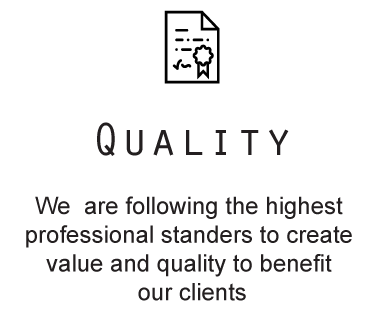 QUALITY
We  are following the highest
professional standers to create
value and quality to benefit
our clients